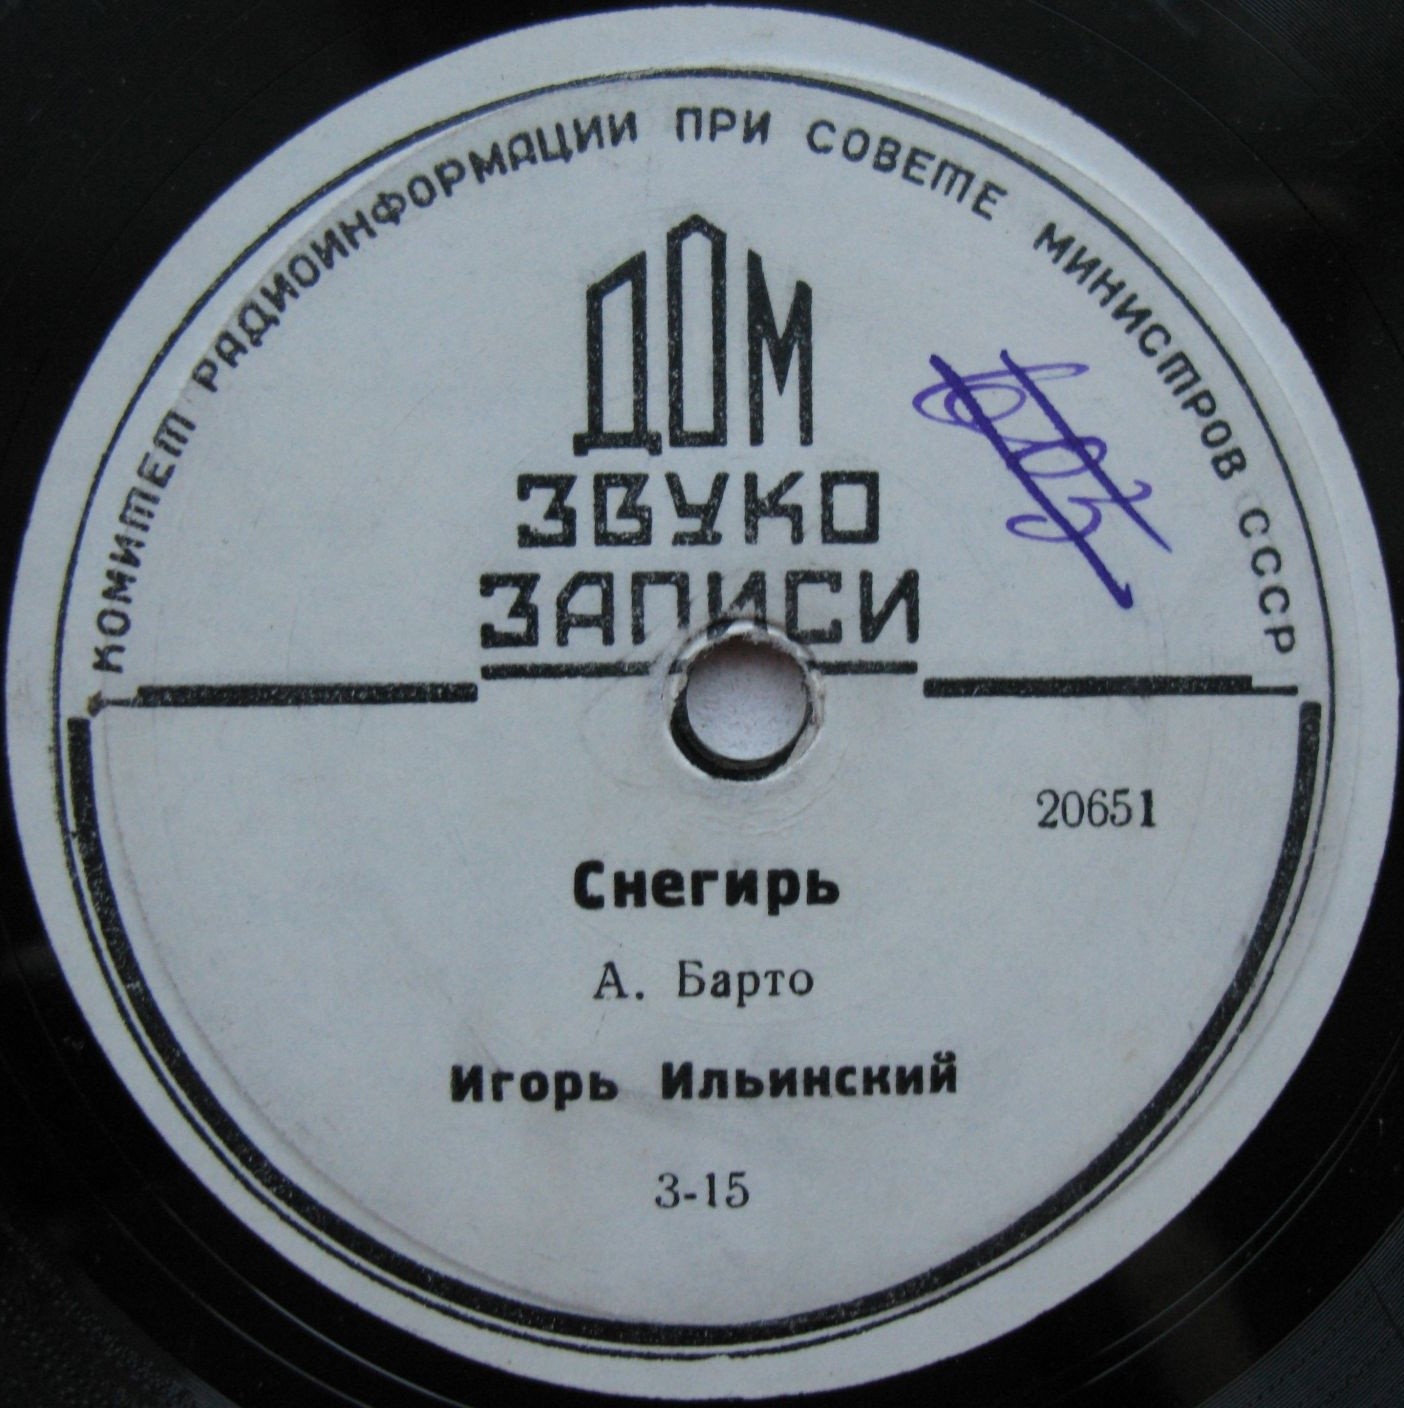 КОМИТЕТ РАДИОИНФОРМАЦИИ ПРИ СОВЕТЕ МИНИСТРОВ СССР
ДОМ
ЗВУКО
ЗАПИСИ
20651
Снегирь
А. Барто
Игорь Ильинский
3-15